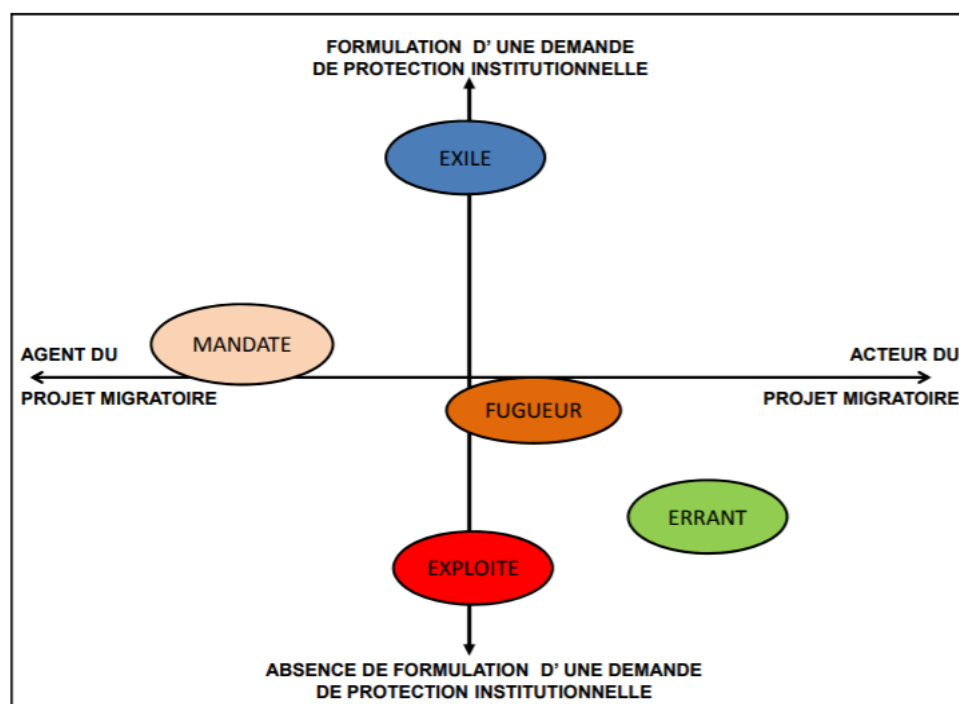 FORMULATION D' UNE DEMANDE
DE PROTECTION INSTITUTIONNELLE
EXILE
MANDATE
AGENT DU
PROJET MIGRATOIRE
ACTEUR DU
PROJET MIGRATOIRE
FUGUEUR
ERRANT
EXPLOITE
ABSENCE DE FORMULATION D' UNE DEMANDE
DE PROTECTION INSTITUTIONNELLE